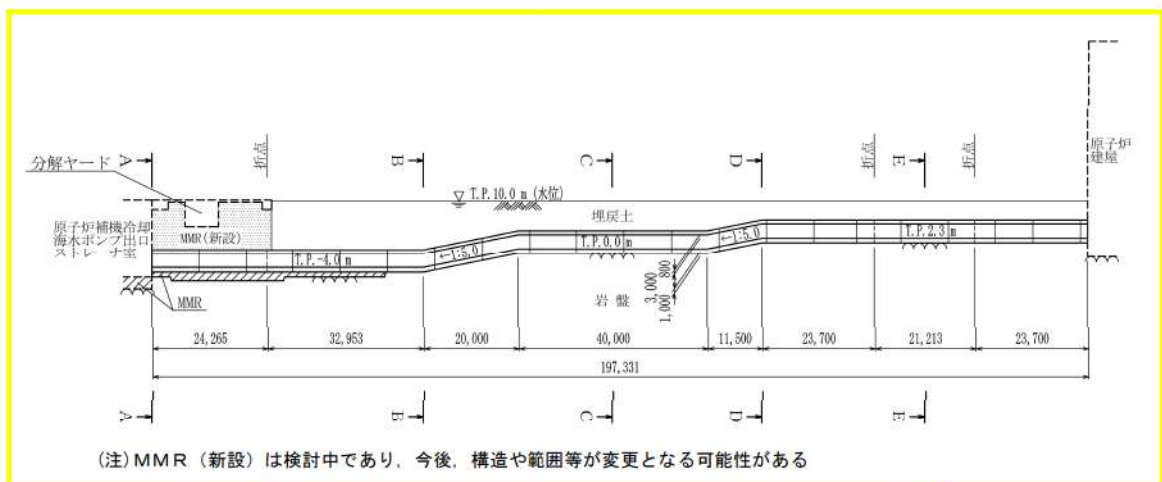 分解ヤード
A
折点
B
C
D
折点
E
折点
原子炉
建屋
T.P.10.0 m (水位)
埋戻土
原子炉補機冷却
海水ポンプ出口
ストレーナ室
MMR(新設)
T.P.-4.0 m
←1:5.0
T.P.0.0 m
←1:5.0
T.P.2.3 m
MMR
岩 盤
800
3,000
1,000
24,265
32,953
20,000
40,000
11,500
23,700
21,213
23,700
197,331
A
B
C
D
E
(注)MMR(新設)は検討中であり,今後,構造や範囲等が変更となる可能性がある